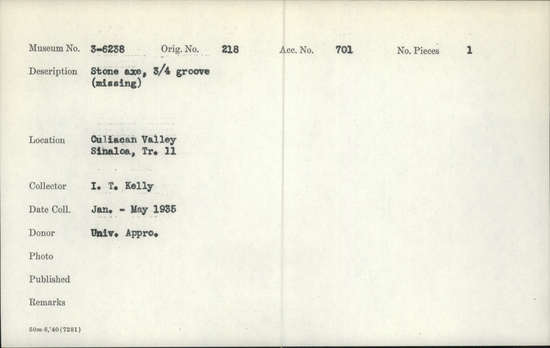 Museum No. 3-6238 Orig. No. 218 Acc. No. 701 No. Pieces 1
Description Stone axe, 3/4 groove
(missing)
Location Culiacan Valley
Sinaloa, Tr. 11
Collector I. T. Kelly
Date Coll. Jan. - May 1935
Donor Univ. Appro.
Photo
Published
Remarks
50m-8,'40(7281)